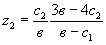 z₂ = c₂/в · (3в − 4c₂)/(в − c₁)